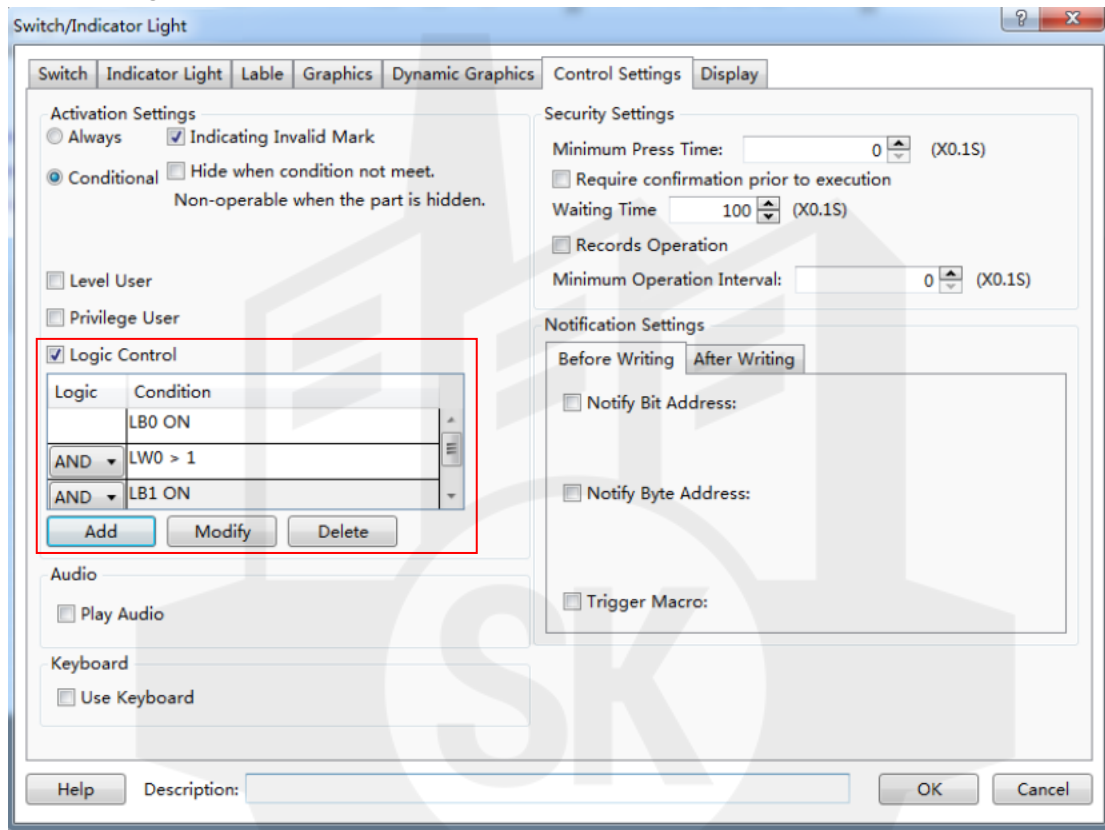 Switch/Indicator Light
Switch Indicator Light Lable Graphics Dynamic Graphics Control Settings Display
Activation Settings
Always Indicating Invalid Mark
Conditional Hide when condition not meet.
Non-operable when the part is hidden.
Level User
Privilege User
Logic Control
Logic Condition
LB0 ON
AND LW0 > 1
AND LB1 ON
Add Modify Delete
Audio
Play Audio
Keyboard
Use Keyboard
Security Settings
Minimum Press Time: 0 (X0.1S)
Require confirmation prior to execution
Waiting Time 100 (X0.1S)
Records Operation
Minimum Operation Interval: 0 (X0.1S)
Notification Settings
Before Writing After Writing
Notify Bit Address:
Notify Byte Address:
Trigger Macro:
SK
Help Description: OK Cancel